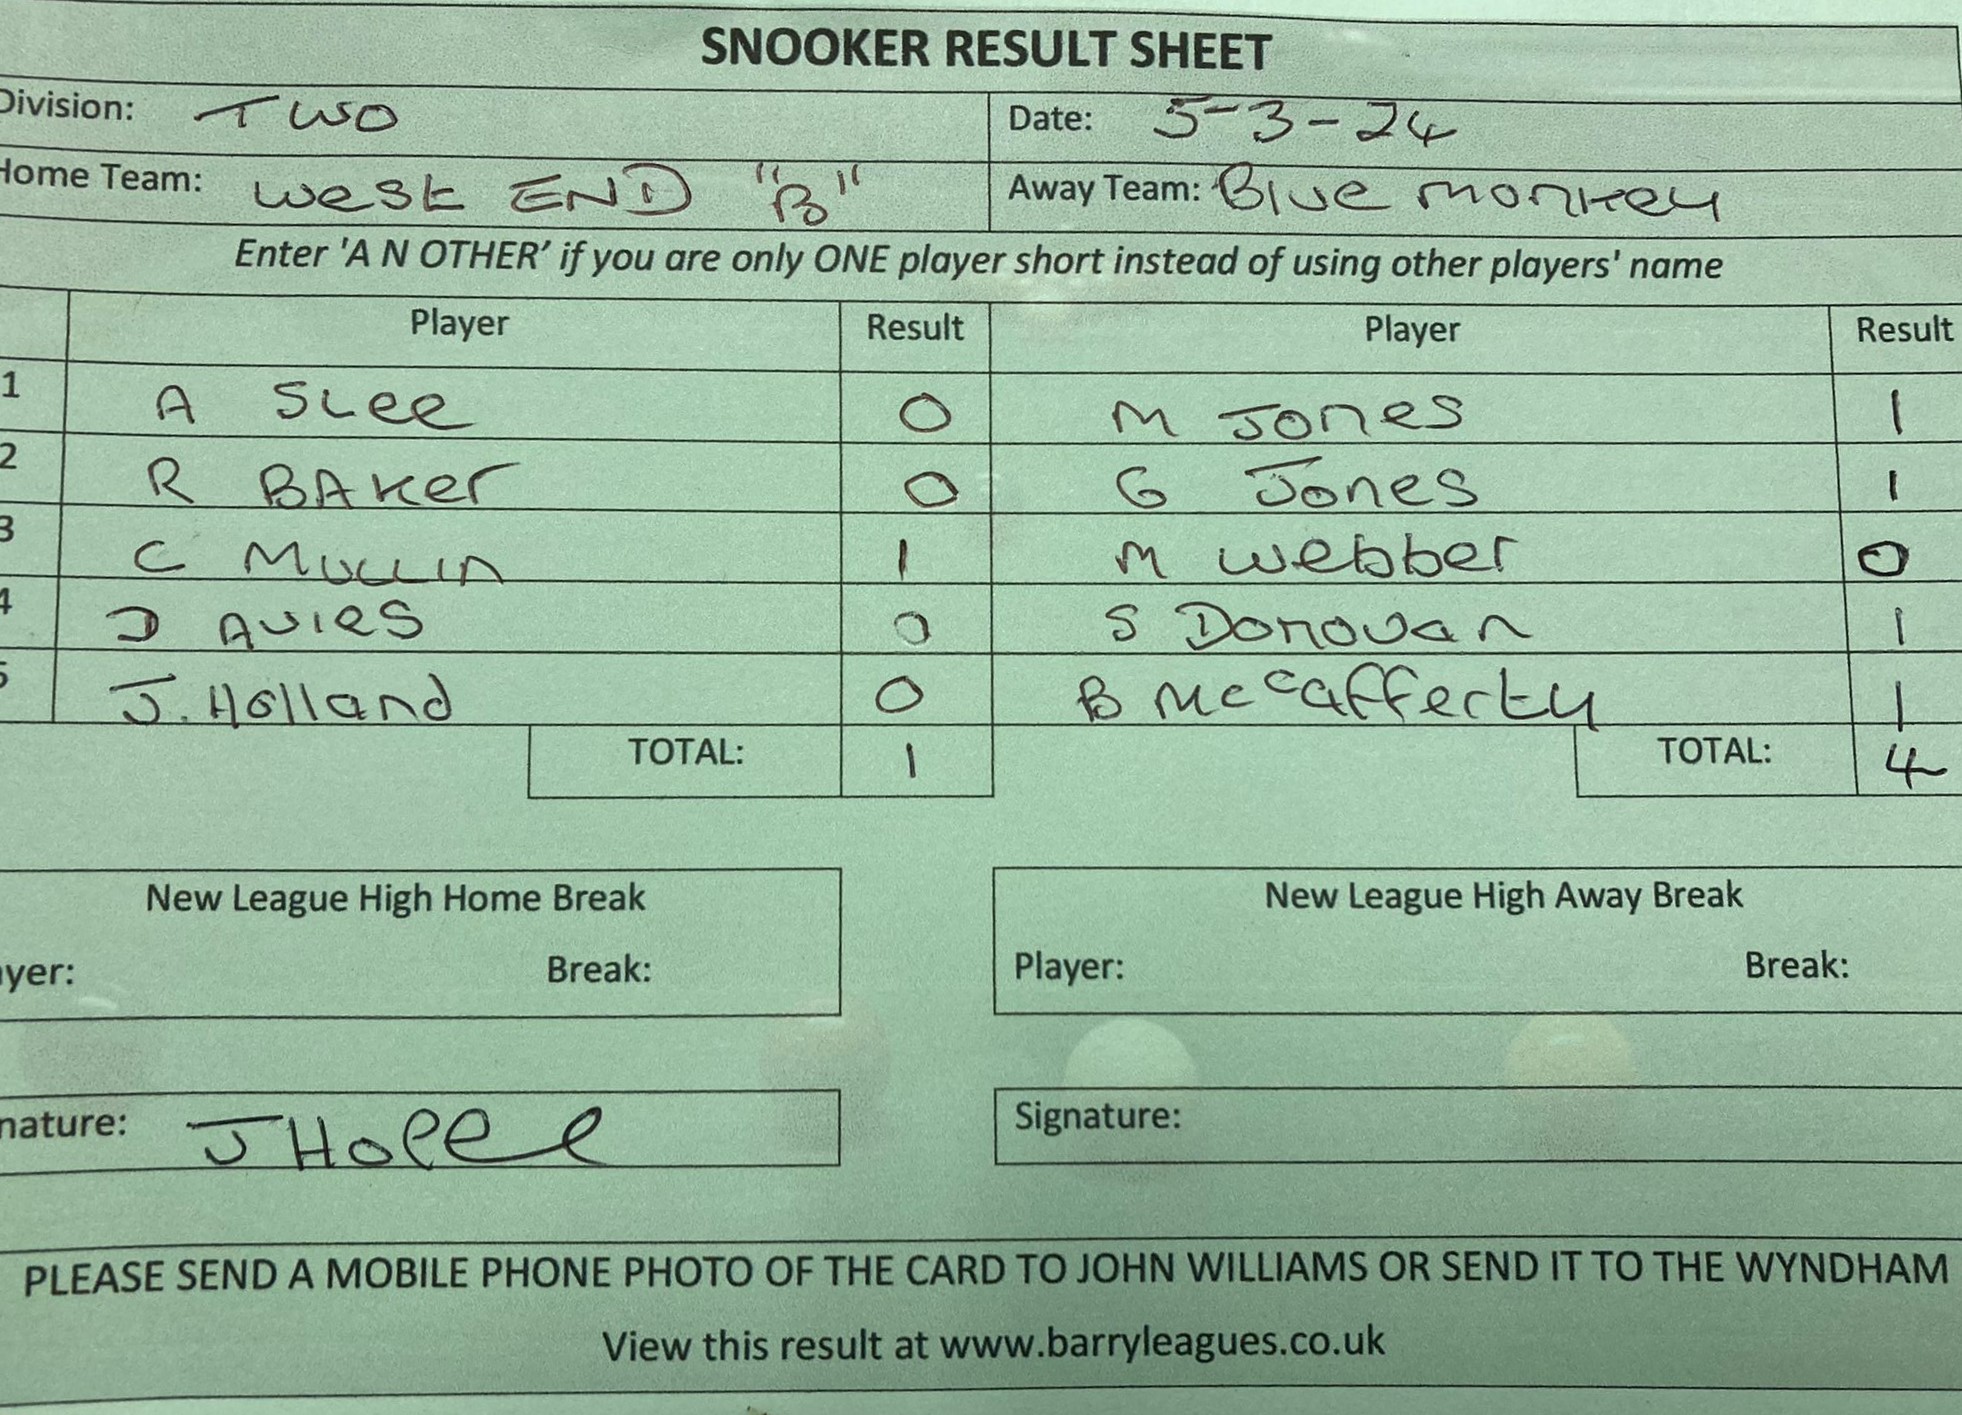 SNOOKER RESULT SHEET
Division: TWO Date: 5-3-24
Home Team: West END "B" Away Team: Blue monkey
Enter 'A N OTHER' if you are only ONE player short instead of using other players' name
Player Result Player Result
1 A SLee 0 M Jones 1
2 R BAKer 0 G Jones 1
3 C MULLIN 1 M Webber 0
4 D AVIES 0 S Donovan 1
5 J. Holland 0 B McCafferty 1
TOTAL: 1 TOTAL: 4
New League High Home Break New League High Away Break
yer: Break: Player: Break:
nature: Signature:
PLEASE SEND A MOBILE PHONE PHOTO OF THE CARD TO JOHN WILLIAMS OR SEND IT TO THE WYNDHAM
View this result at www.barryleagues.co.uk